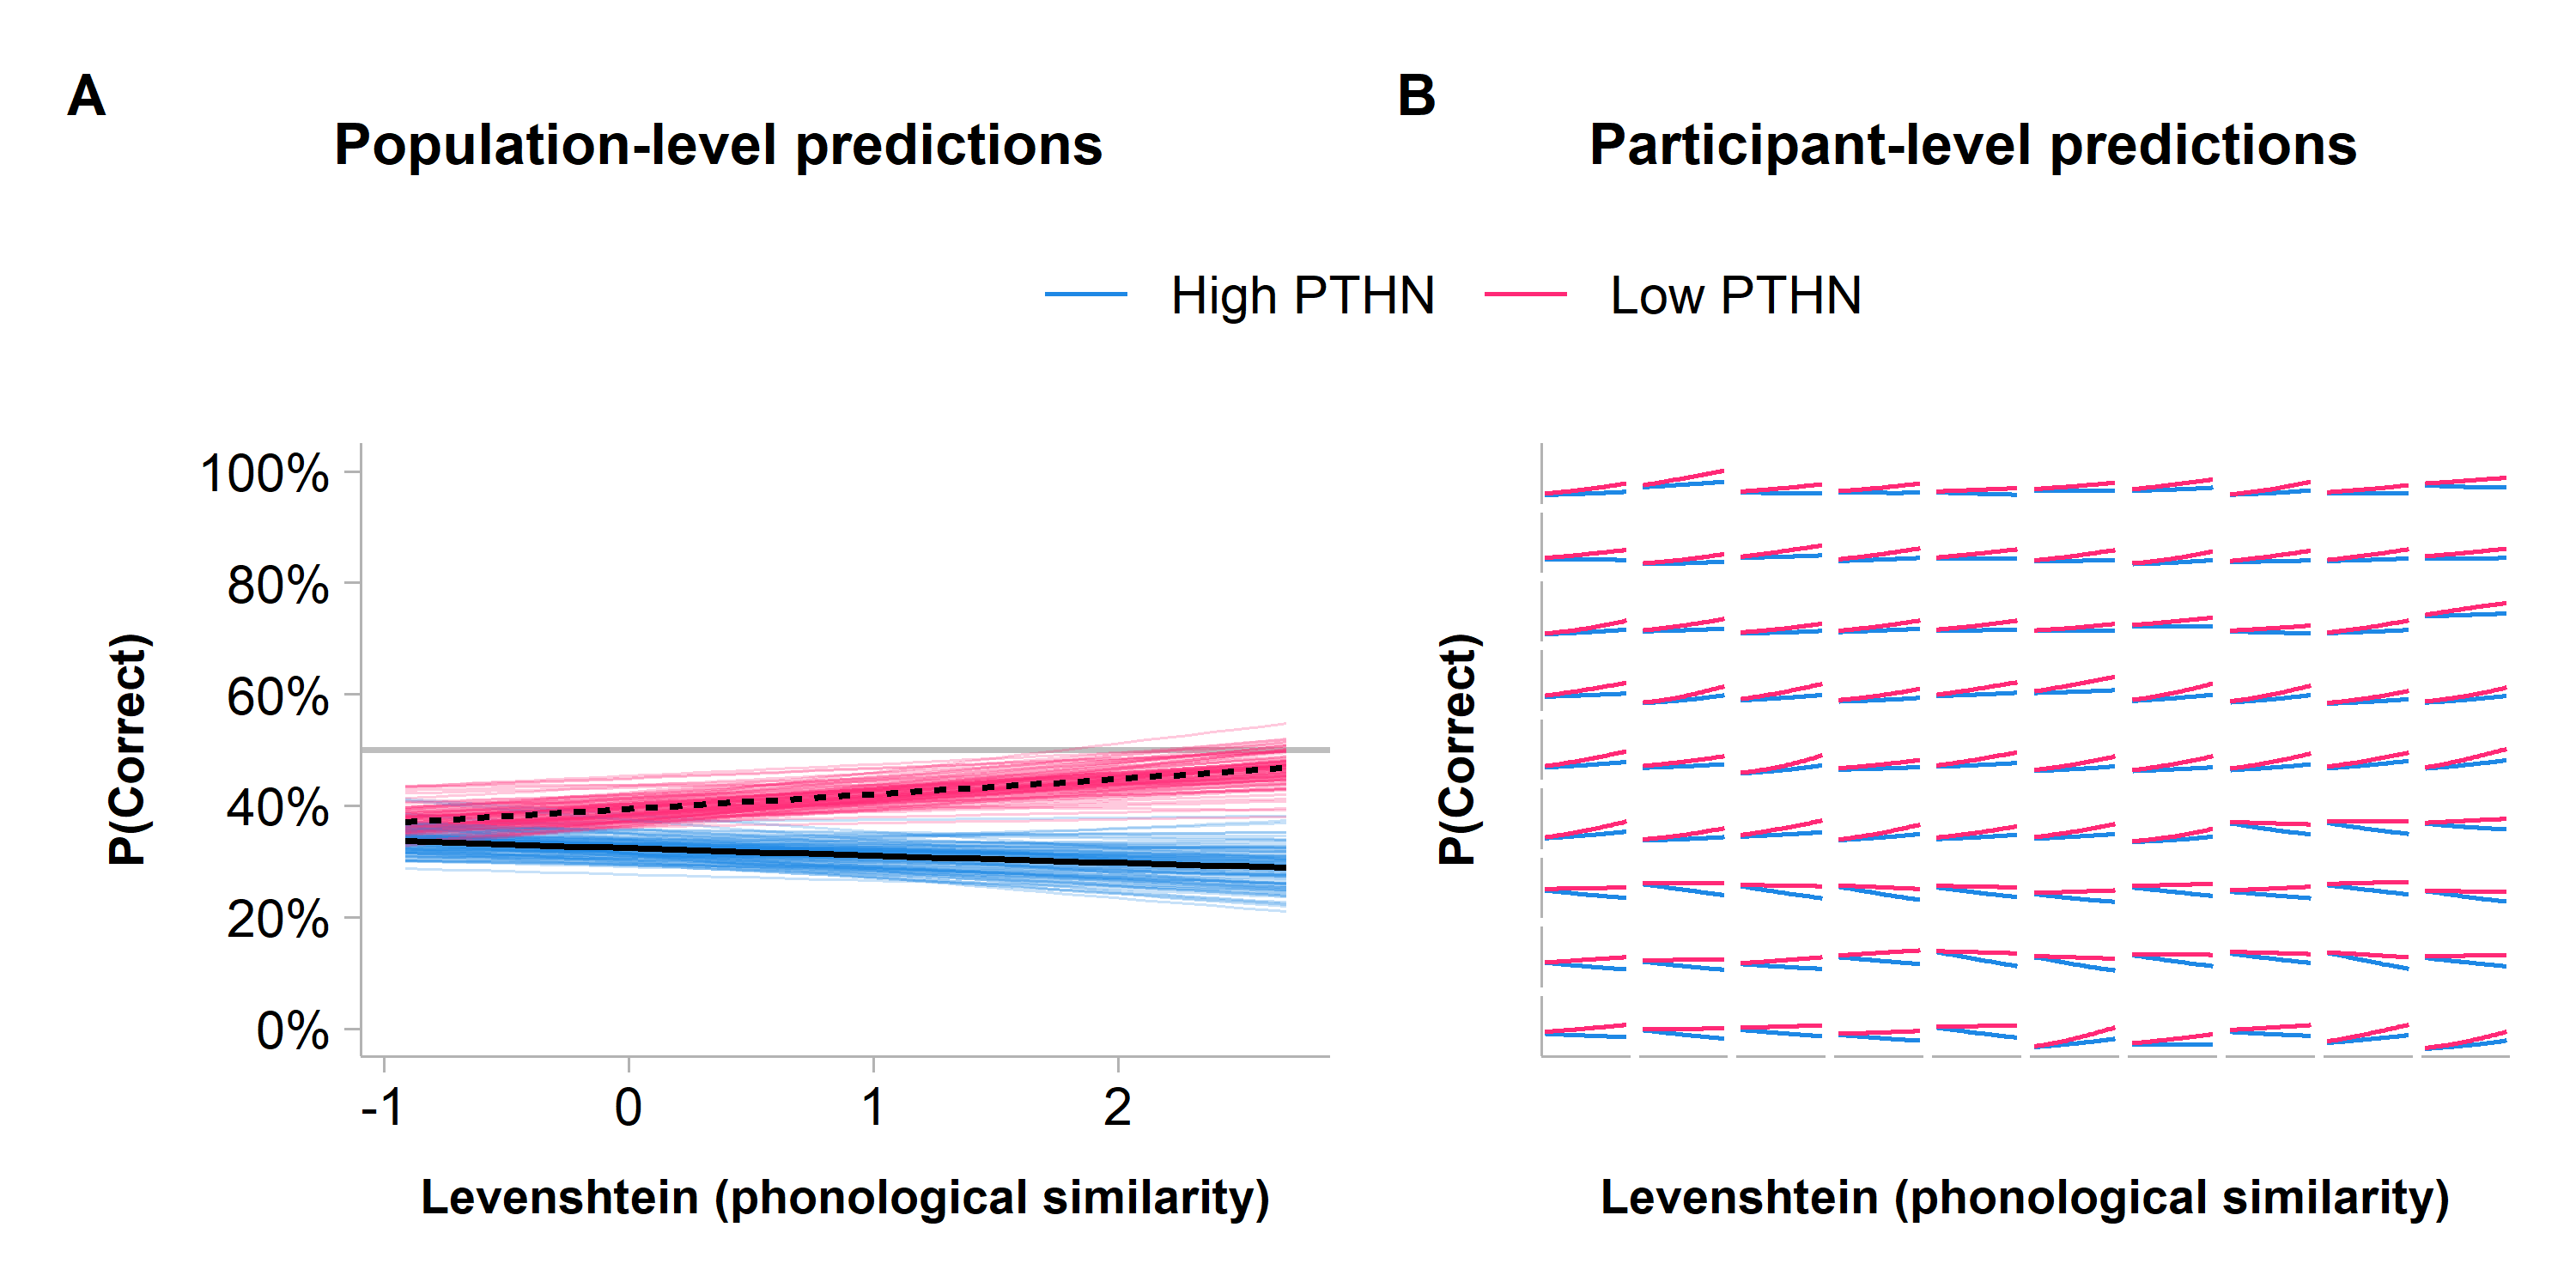 A
Population-level predictions
B
Participant-level predictions
High PTHN
Low PTHN
P(Correct)
100%
80%
60%
40%
20%
0%
-1 0 1 2
Levenshtein (phonological similarity)
P(Correct)
Levenshtein (phonological similarity)